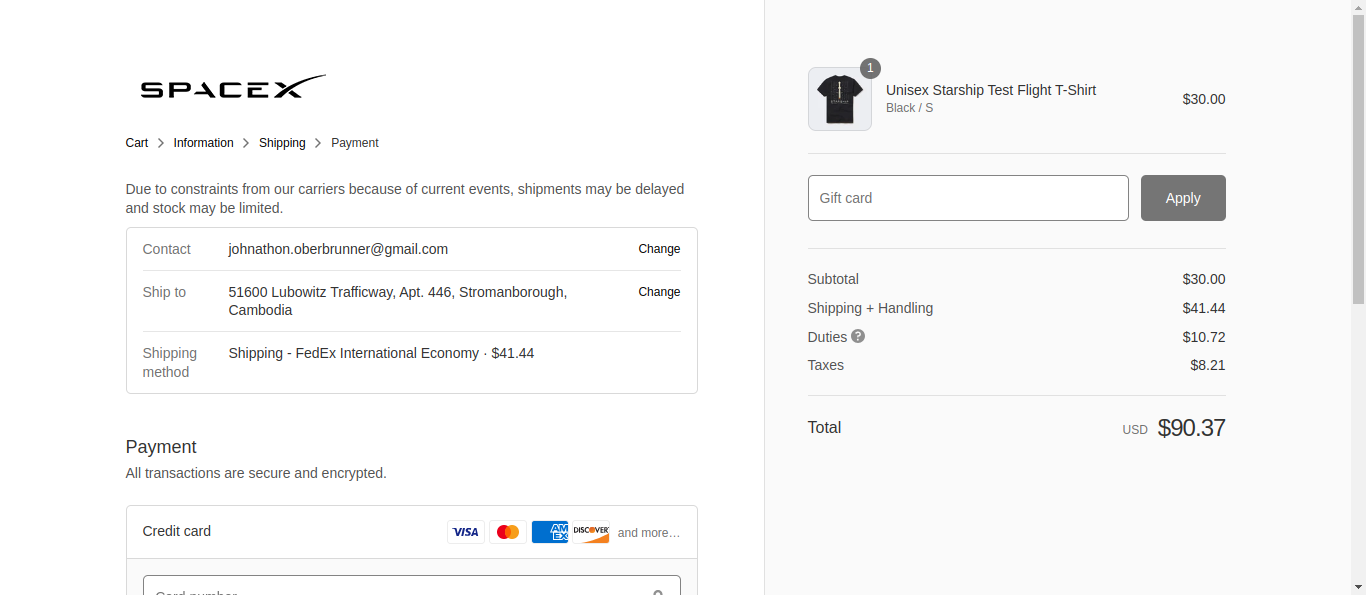 SPACEX
Cart > Information > Shipping > Payment
Due to constraints from our carriers because of current events, shipments may be delayed
and stock may be limited.
Contact johnathon.oberbrunner@gmail.com Change
Ship to 51600 Lubowitz Trafficway, Apt. 446, Stromanborough, Change
Cambodia
Shipping Shipping - FedEx International Economy · $41.44
method
Payment
All transactions are secure and encrypted.
Credit card VISA AMEX DISCOVER and more…
Card number
1
Unisex Starship Test Flight T-Shirt $30.00
Black / S
Gift card Apply
Subtotal $30.00
Shipping + Handling $41.44
Duties ? $10.72
Taxes $8.21
Total USD $90.37